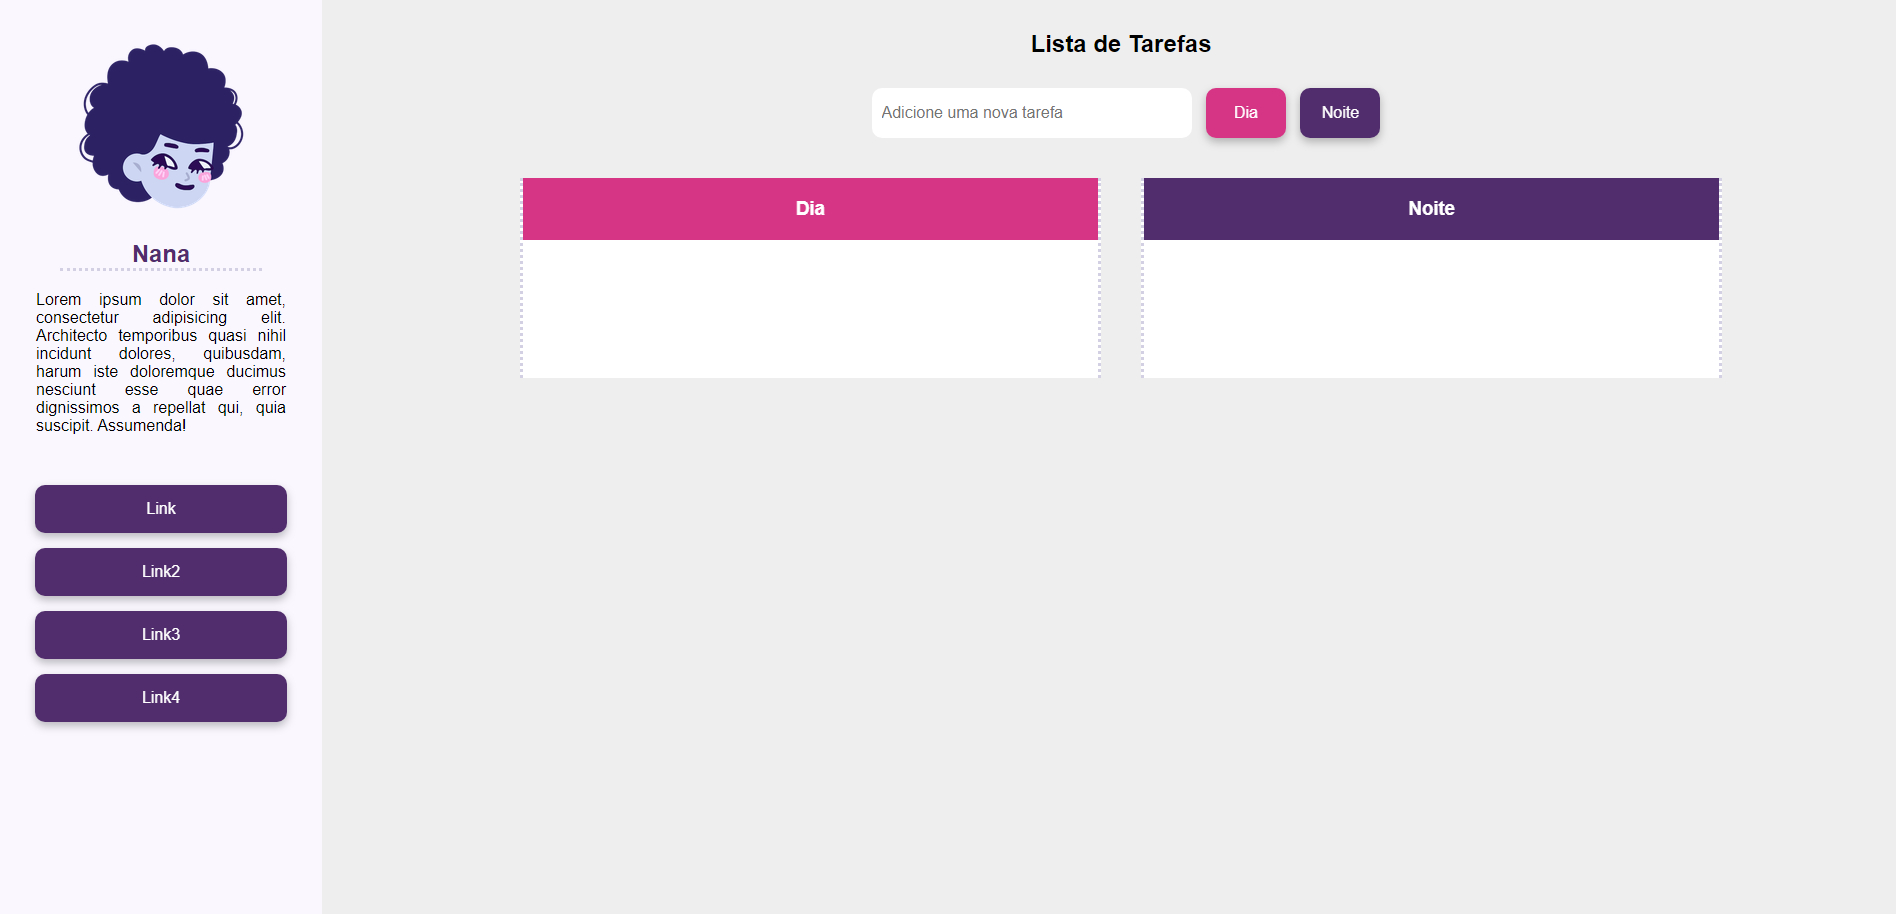 Nana
Lorem ipsum dolor sit amet,
consectetur adipisicing elit.
Architecto temporibus quasi nihil
incidunt dolores, quibusdam,
harum iste doloremque ducimus
nesciunt esse quae error
dignissimos a repellat qui, quia
suscipit. Assumenda!
Link
Link2
Link3
Link4
Lista de Tarefas
Adicione uma nova tarefa
Dia
Noite
Dia
Noite